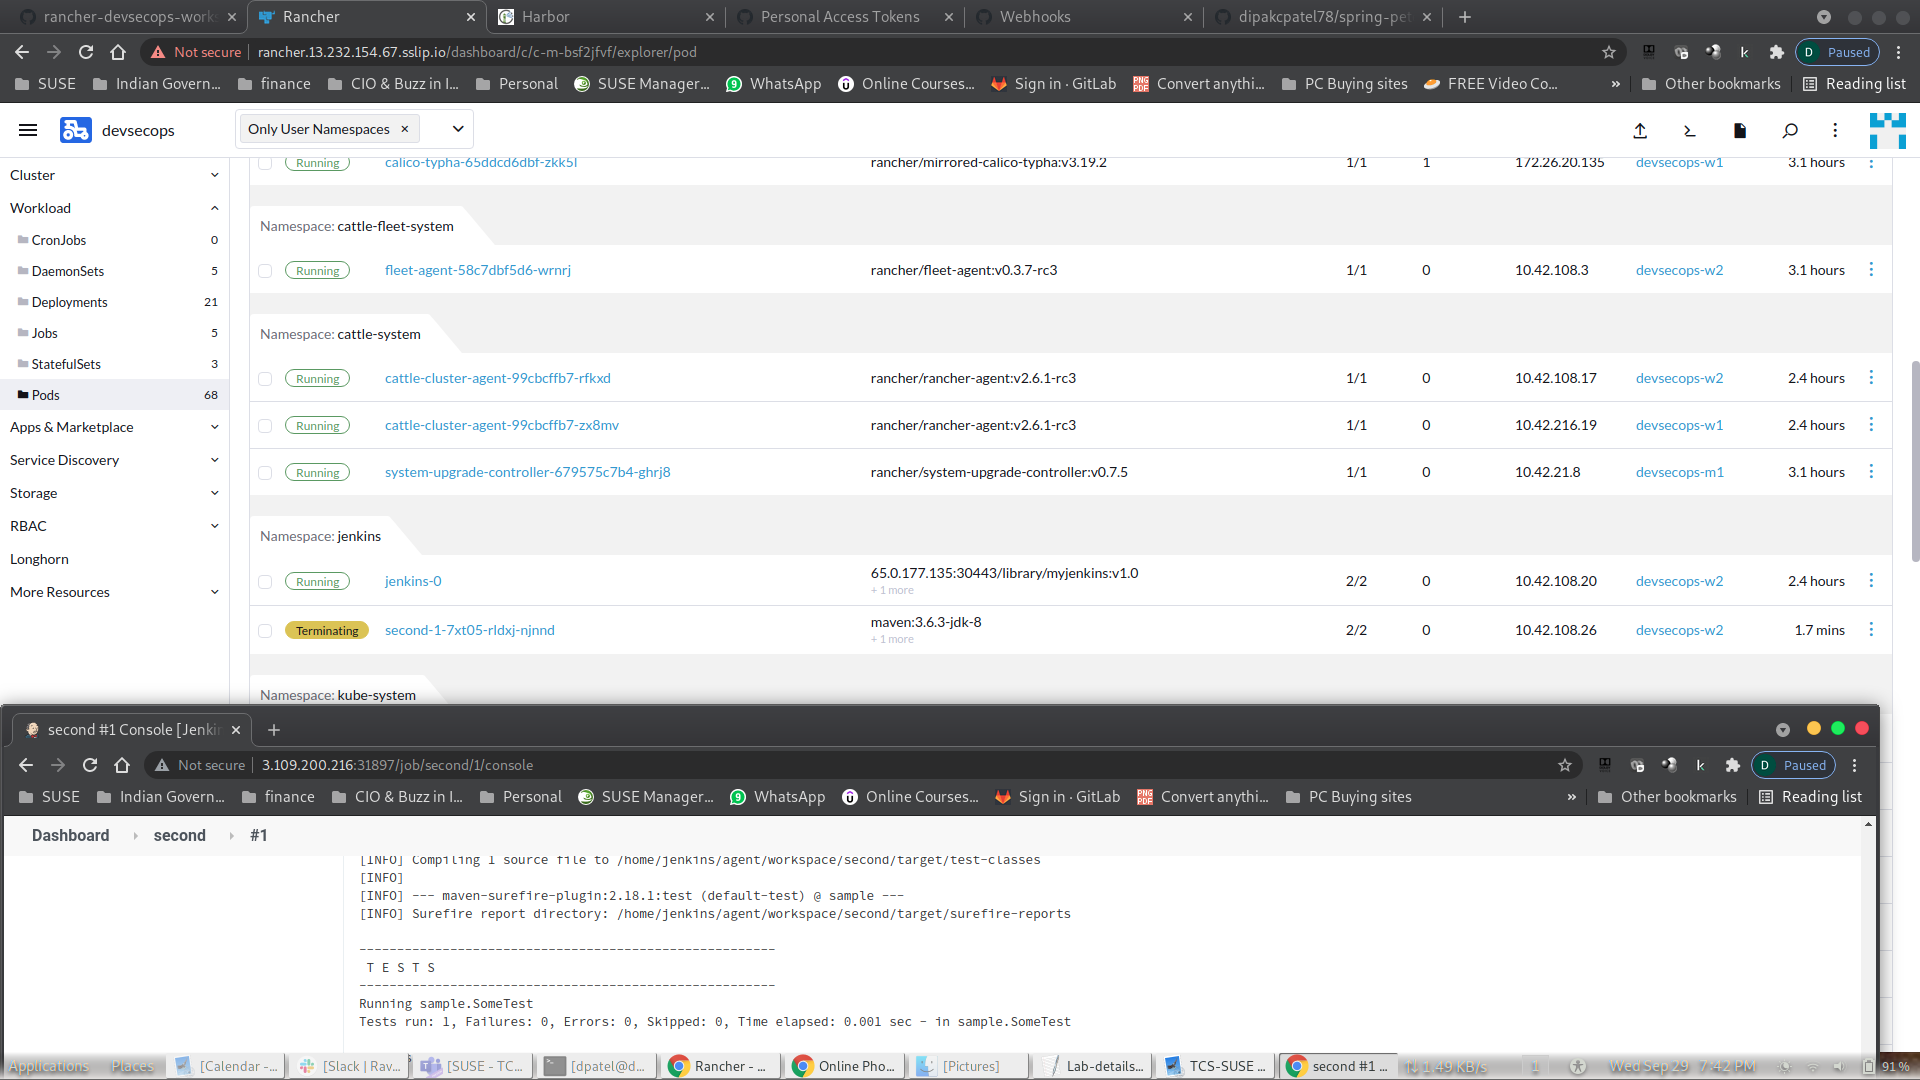 rancher-devsecops-works
Rancher
Harbor
Personal Access Tokens
Webhooks
dipakcpatel78/spring-pet
Not secure
rancher.13.232.154.67.sslip.io/dashboard/c/c-m-bsf2jfvf/explorer/pod
D Paused
SUSE
Indian Govern...
finance
CIO & Buzz in I...
Personal
SUSE Manager...
WhatsApp
Online Courses...
Sign in · GitLab
Convert anythi...
PC Buying sites
FREE Video Co...
»
Other bookmarks
Reading list
devsecops
Only User Namespaces ×
Cluster
Workload
CronJobs 0
DaemonSets 5
Deployments 21
Jobs 5
StatefulSets 3
Pods 68
Apps & Marketplace
Service Discovery
Storage
RBAC
Longhorn
More Resources
Running calico-typha-65ddcd6dbf-zkk5l rancher/mirrored-calico-typha:v3.19.2 1/1 1 172.26.20.135 devsecops-w1 3.1 hours
Namespace: cattle-fleet-system
Running fleet-agent-58c7dbf5d6-wrnrj rancher/fleet-agent:v0.3.7-rc3 1/1 0 10.42.108.3 devsecops-w2 3.1 hours
Namespace: cattle-system
Running cattle-cluster-agent-99cbcffb7-rfkxd rancher/rancher-agent:v2.6.1-rc3 1/1 0 10.42.108.17 devsecops-w2 2.4 hours
Running cattle-cluster-agent-99cbcffb7-zx8mv rancher/rancher-agent:v2.6.1-rc3 1/1 0 10.42.216.19 devsecops-w1 2.4 hours
Running system-upgrade-controller-679575c7b4-ghrj8 rancher/system-upgrade-controller:v0.7.5 1/1 0 10.42.21.8 devsecops-m1 3.1 hours
Namespace: jenkins
Running jenkins-0 65.0.177.135:30443/library/myjenkins:v1.0 2/2 0 10.42.108.20 devsecops-w2 2.4 hours
+ 1 more
Terminating second-1-7xt05-rldxj-njnnd maven:3.6.3-jdk-8 2/2 0 10.42.108.26 devsecops-w2 1.7 mins
+ 1 more
Namespace: kube-system
second #1 Console [Jenkin
Not secure
3.109.200.216:31897/job/second/1/console
D Paused
SUSE
Indian Govern...
finance
CIO & Buzz in I...
Personal
SUSE Manager...
WhatsApp
Online Courses...
Sign in · GitLab
Convert anythi...
PC Buying sites
»
Other bookmarks
Reading list
Dashboard
second
#1
[INFO] Compiling 1 source file to /home/jenkins/agent/workspace/second/target/test-classes
[INFO]
[INFO] --- maven-surefire-plugin:2.18.1:test (default-test) @ sample ---
[INFO] Surefire report directory: /home/jenkins/agent/workspace/second/target/surefire-reports
-------------------------------------------------------
T E S T S
-------------------------------------------------------
Running sample.SomeTest
Tests run: 1, Failures: 0, Errors: 0, Skipped: 0, Time elapsed: 0.001 sec - in sample.SomeTest
Applications
Places
[Calendar -...
[Slack | Rav...
[SUSE - TC...
[dpatel@d...
Rancher - ...
Online Pho...
[Pictures]
Lab-details...
TCS-SUSE ...
second #1 ...
1.49 KB/s
1
Wed Sep 29 7:42 PM
91 %